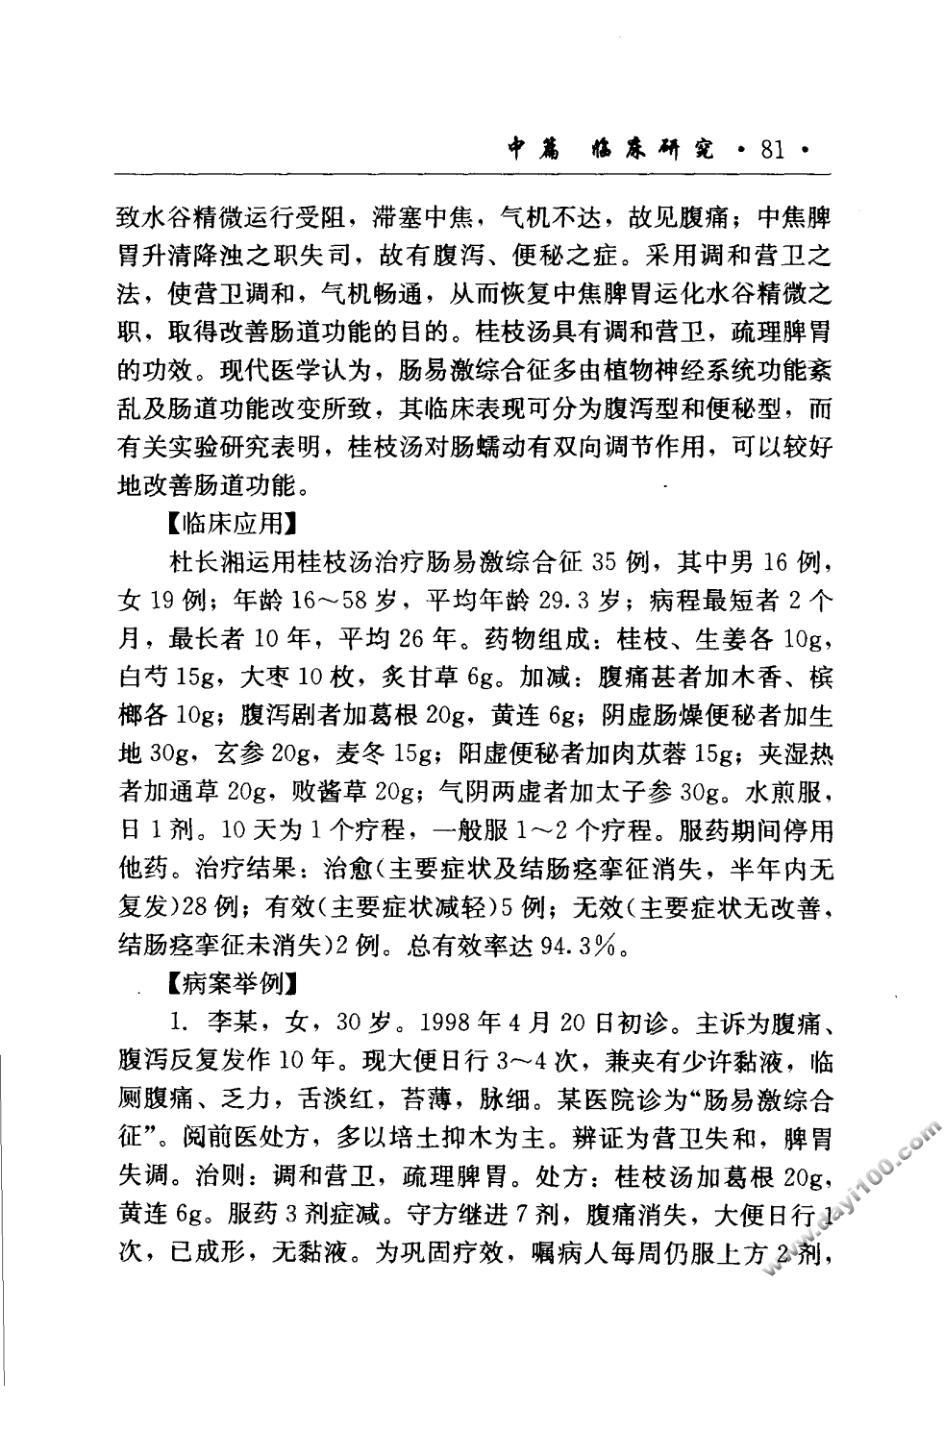 中篇 临床研究 · 81 ·
致水谷精微运行受阻，滞塞中焦，气机不达，故见腹痛；中焦脾
胃升清降浊之职失司，故有腹泻、便秘之症。采用调和营卫之
法，使营卫调和，气机畅通，从而恢复中焦脾胃运化水谷精微之
职，取得改善肠道功能的目的。桂枝汤具有调和营卫，疏理脾胃
的功效。现代医学认为，肠易激综合征多由植物神经系统功能紊
乱及肠道功能改变所致，其临床表现可分为腹泻型和便秘型，而
有关实验研究表明，桂枝汤对肠蠕动有双向调节作用，可以较好
地改善肠道功能。
【临床应用】
杜长湘运用桂枝汤治疗肠易激综合征 35 例，其中男 16 例，
女 19 例；年龄 16～58 岁，平均年龄 29.3 岁；病程最短者 2 个
月，最长者 10 年，平均 26 年。药物组成：桂枝、生姜各 10g，
白芍 15g，大枣 10 枚，炙甘草 6g。加减：腹痛甚者加木香、槟
榔各 10g；腹泻剧者加葛根 20g，黄连 6g；阴虚肠燥便秘者加生
地 30g，玄参 20g，麦冬 15g；阳虚便秘者加肉苁蓉 15g；夹湿热
者加通草 20g，败酱草 20g；气阴两虚者加太子参 30g。水煎服，
日 1 剂。10 天为 1 个疗程，一般服 1～2 个疗程。服药期间停用
他药。治疗结果：治愈（主要症状及结肠痉挛征消失，半年内无
复发）28 例；有效（主要症状减轻）5 例；无效（主要症状无改善，
结肠痉挛征未消失）2 例。总有效率达 94.3%。
【病案举例】
1. 李某，女，30 岁。1998 年 4 月 20 日初诊。主诉为腹痛、
腹泻反复发作 10 年。现大便日行 3～4 次，兼夹有少许黏液，临
厕腹痛、乏力，舌淡红，苔薄，脉细。某医院诊为“肠易激综合
征”。阅前医处方，多以培土抑木为主。辨证为营卫失和，脾胃
失调。治则：调和营卫，疏理脾胃。处方：桂枝汤加葛根 20g，
黄连 6g。服药 3 剂症减。守方继进 7 剂，腹痛消失，大便日行 1
次，已成形，无黏液。为巩固疗效，嘱病人每周仍服上方 2 剂，
www.dayi100.com